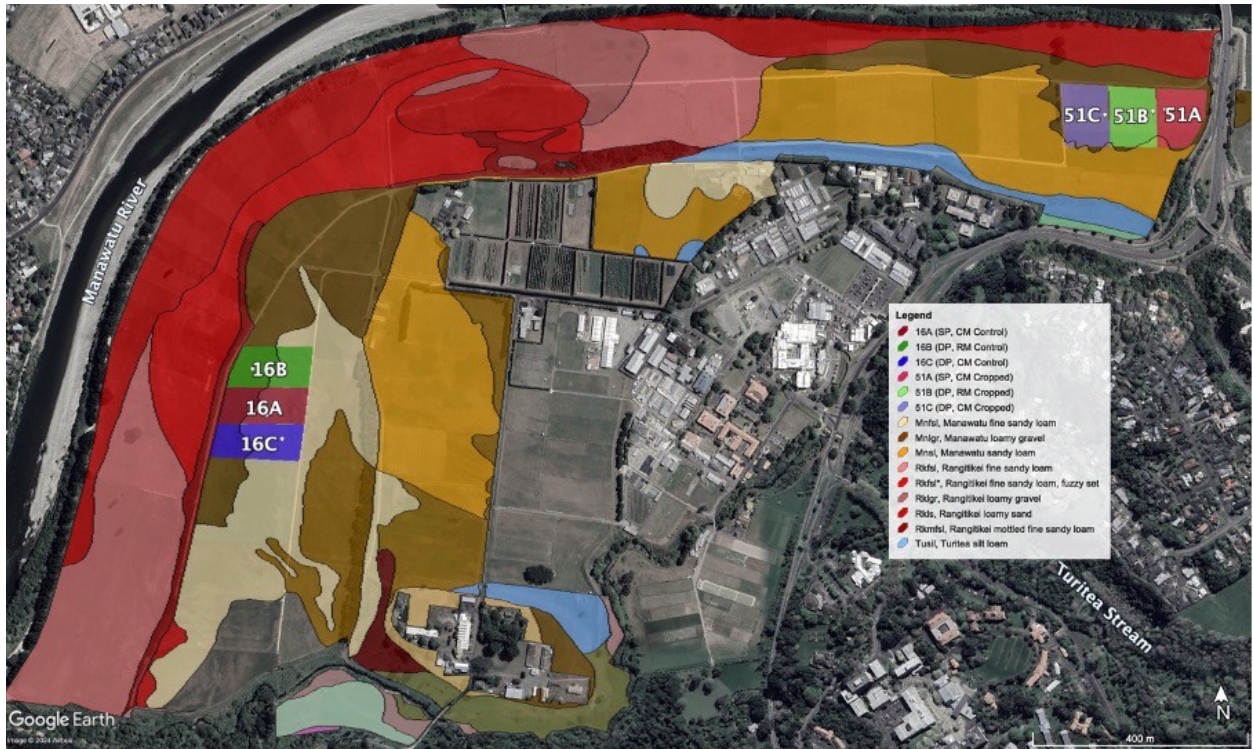 51C
51B
51A
Manawatu River
16B
16A
16C
Legend
16A (SP, CM Control)
16B (DP, RM Control)
16C (DP, CM Control)
51A (SP, CM Cropped)
51B (DP, RM Cropped)
51C (DP, CM Cropped)
Mnfsl, Manawatu fine sandy loam
Mnlgr, Manawatu loamy gravel
Mnsl, Manawatu sandy loam
Rkfsl, Rangitikei fine sandy loam
Rkfsl*, Rangitikei fine sandy loam, fuzzy set
Rklgr, Rangitikei loamy gravel
Rkls, Rangitikei loamy sand
Rkmfsl, Rangitikei mottled fine sandy loam
Tusil, Turitea silt loam
Turitea Stream
Google Earth
Image © 2024 Airbus
N
400 m